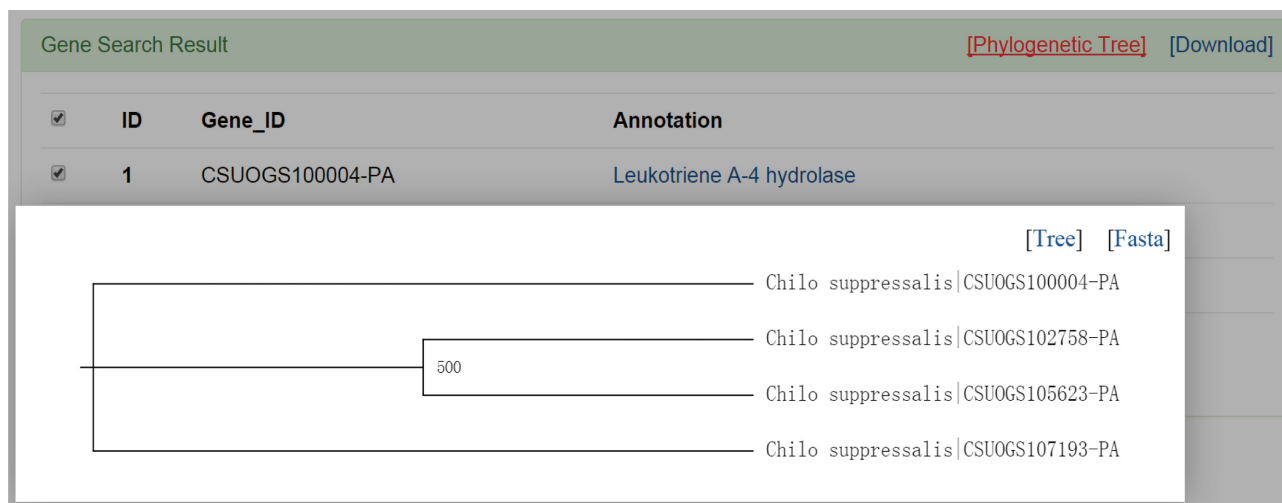 Gene Search Result [Phylogenetic Tree] [Download]
ID Gene_ID Annotation
1 CSUOGS100004-PA Leukotriene A-4 hydrolase
[Tree] [Fasta]
Chilo suppressalis|CSUOGS100004-PA
Chilo suppressalis|CSUOGS102758-PA
500
Chilo suppressalis|CSUOGS105623-PA
Chilo suppressalis|CSUOGS107193-PA